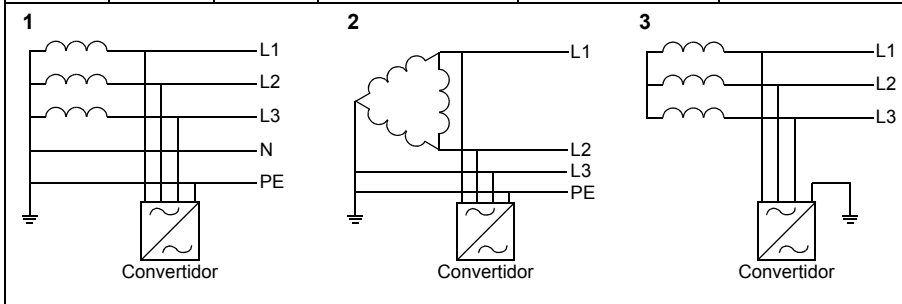 1
L1
L2
L3
N
PE
Convertidor
2
L1
L2
L3
PE
Convertidor
3
L1
L2
L3
Convertidor